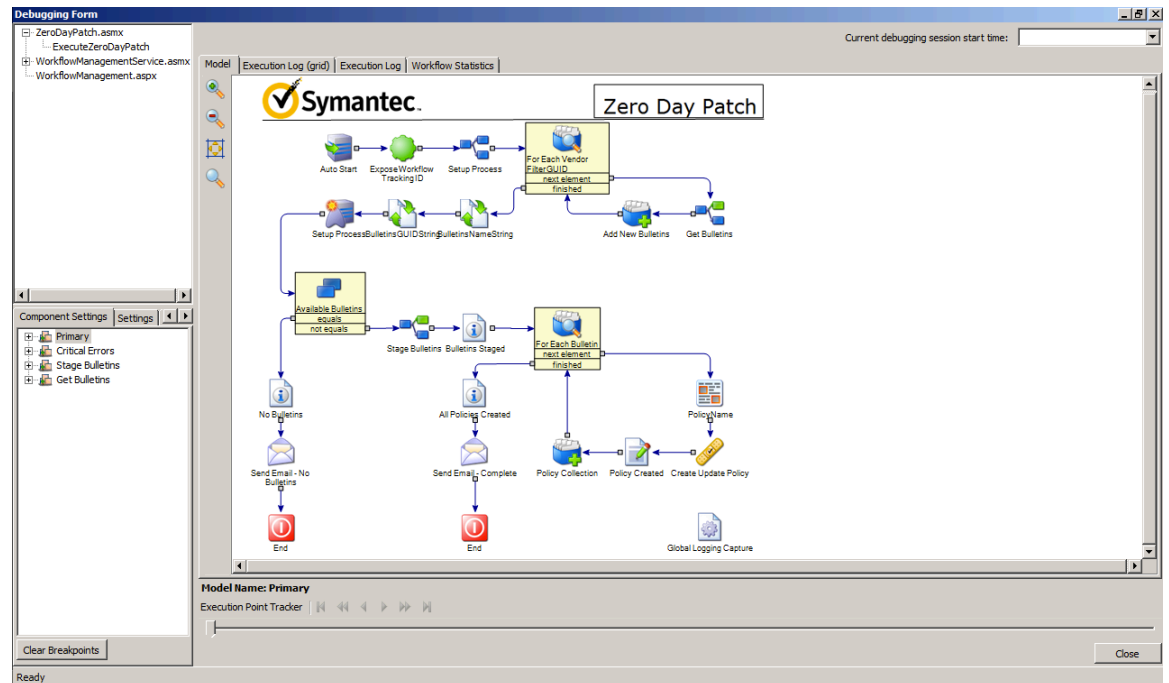 Debugging Form
ZeroDayPatch.asmx
ExecuteZeroDayPatch
WorkflowManagementService.asmx
WorkflowManagement.aspx
Current debugging session start time:
Model
Execution Log (grid)
Execution Log
Workflow Statistics
Symantec.
Zero Day Patch
Auto Start
Expose Workflow
Tracking ID
Setup Process
For Each Vendor
FilterGUID
next element
finished
Setup Process
BulletinsGUIDString
BulletinsNameString
Add New Bulletins
Get Bulletins
Available Bulletins
equals
not equals
Stage Bulletins
Bulletins Staged
For Each Bulletin
next element
finished
Component Settings
Settings
Primary
Critical Errors
Stage Bulletins
Get Bulletins
No Bulletins
All Policies Created
PolicyName
Send Email - No
Bulletins
Send Email - Complete
Policy Collection
Policy Created
Create Update Policy
End
End
Global Logging Capture
Model Name: Primary
Execution Point Tracker
Clear Breakpoints
Close
Ready